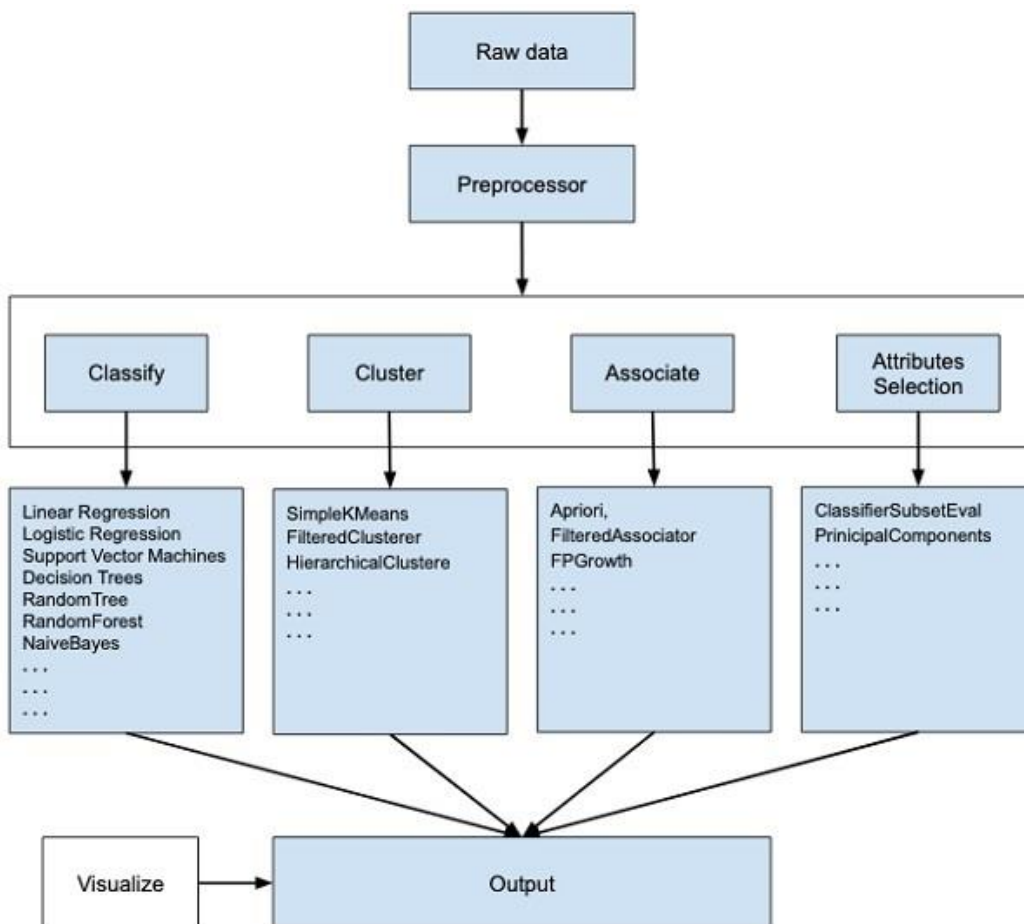 Raw data
Preprocessor
Classify
Cluster
Associate
Attributes
Selection
Linear Regression
Logistic Regression
Support Vector Machines
Decision Trees
RandomTree
RandomForest
NaiveBayes
. . .
. . .
. . .
SimpleKMeans
FilteredClusterer
HierarchicalClustere
. . .
. . .
. . .
Apriori,
FilteredAssociator
FPGrowth
. . .
. . .
. . .
ClassifierSubsetEval
PrinicipalComponents
. . .
. . .
. . .
Visualize
Output